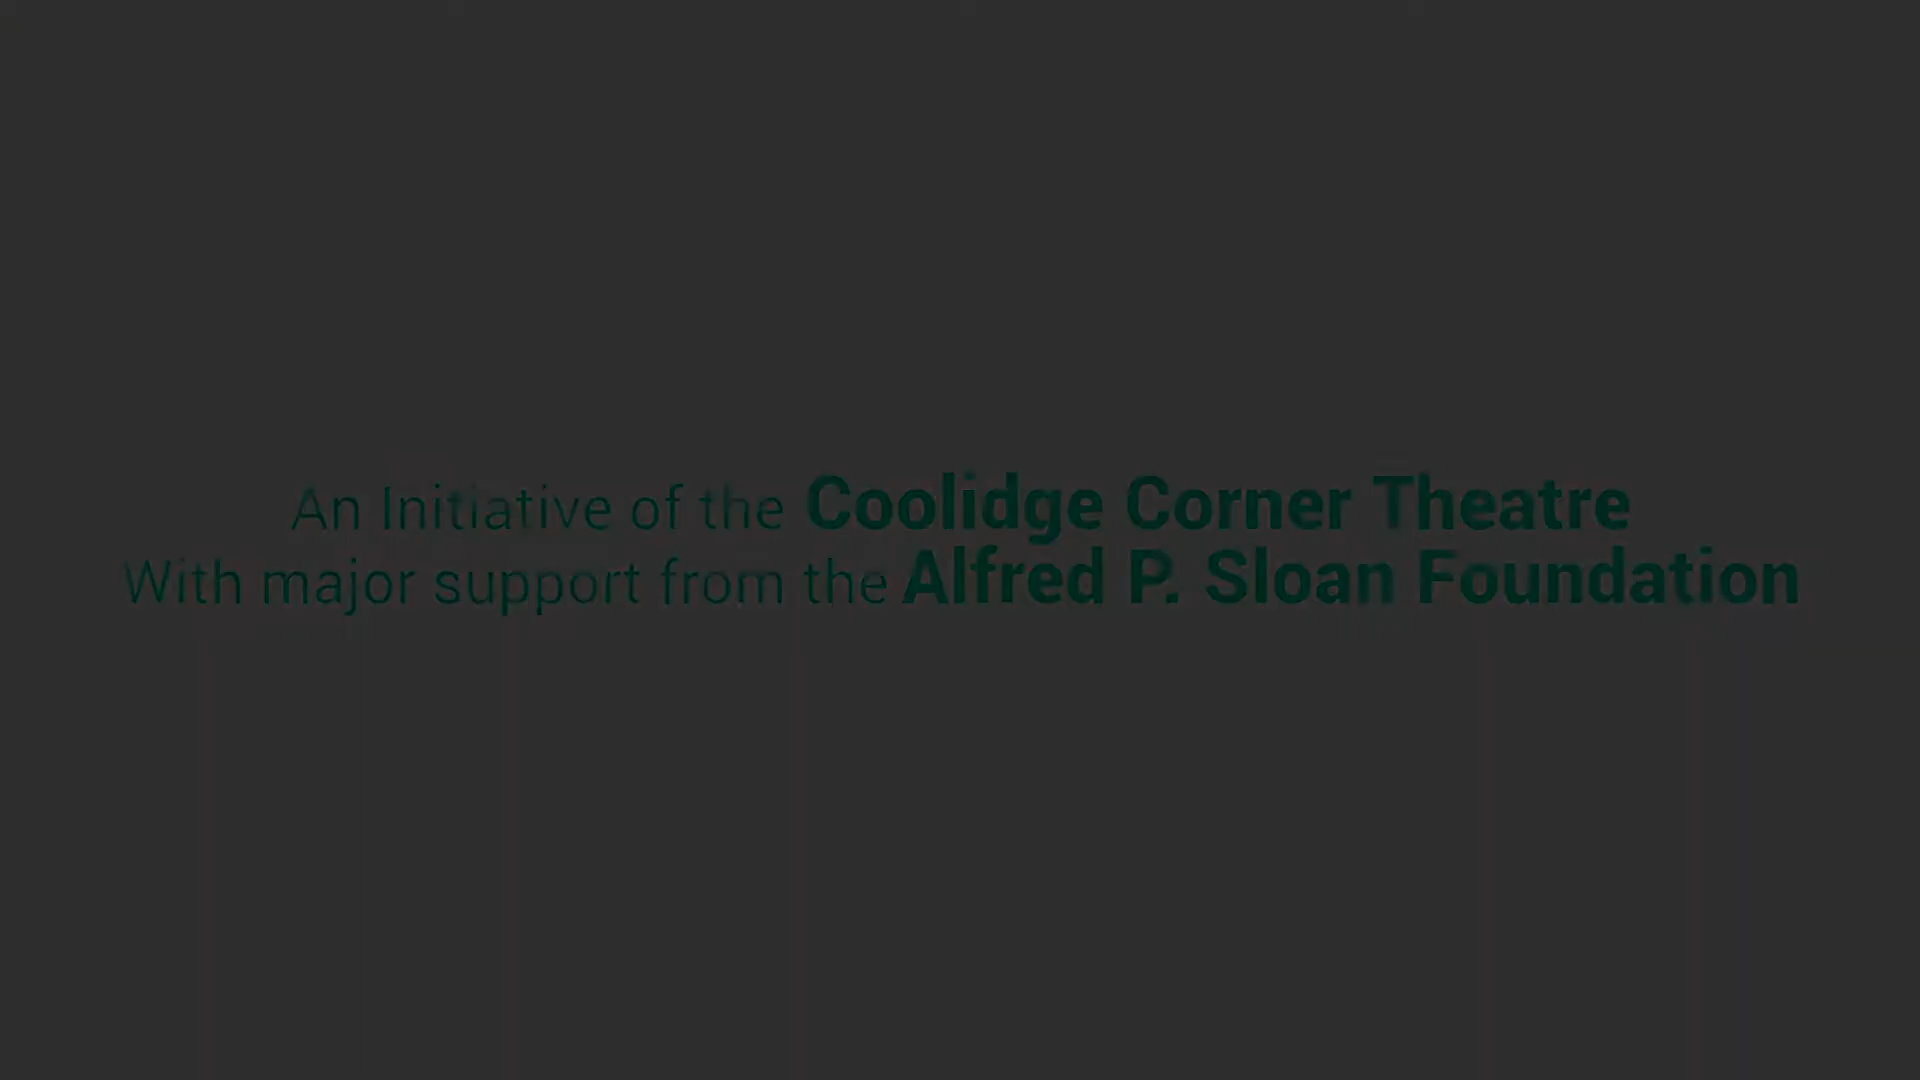 An Initiative of the Coolidge Corner Theatre
With major support from the Alfred P. Sloan Foundation